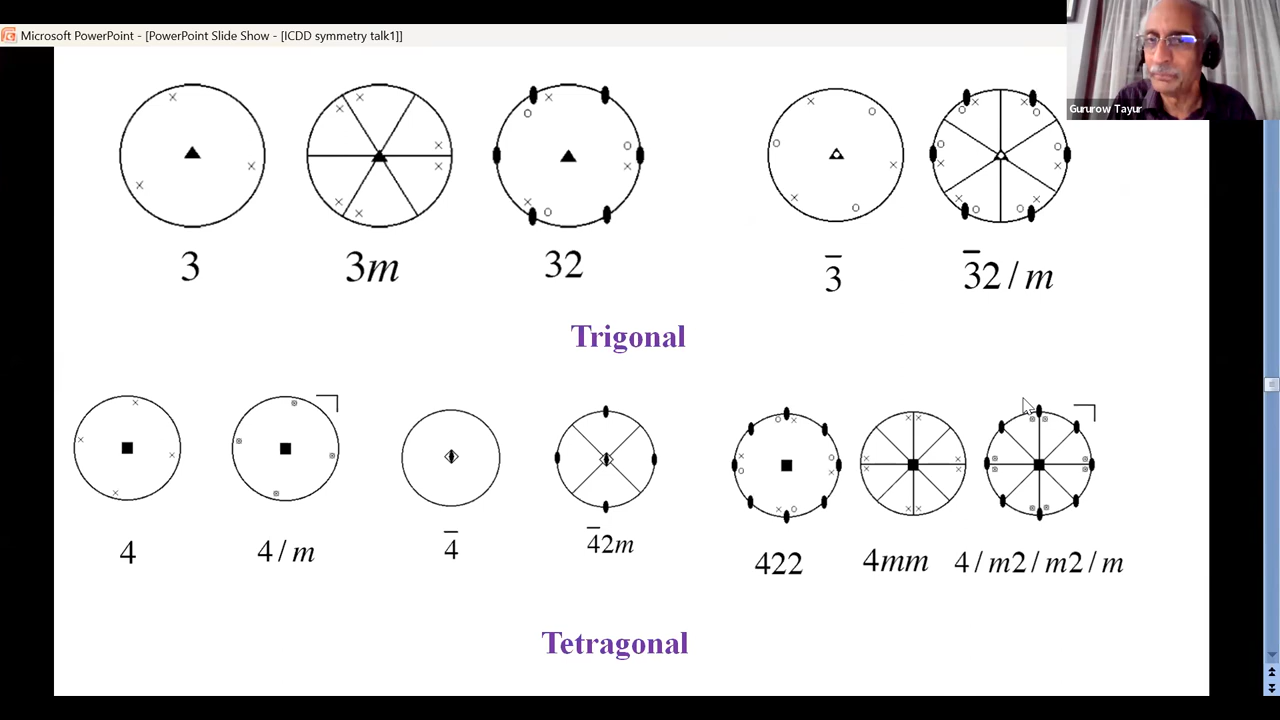 Microsoft PowerPoint - [PowerPoint Slide Show - [ICDD symmetry talk1]]
Gururow Tayur
3 3m 32 3̅ 3̅2/m
Trigonal
4 4/m 4̅ 4̅2m 422 4mm 4/m2/m2/m
Tetragonal